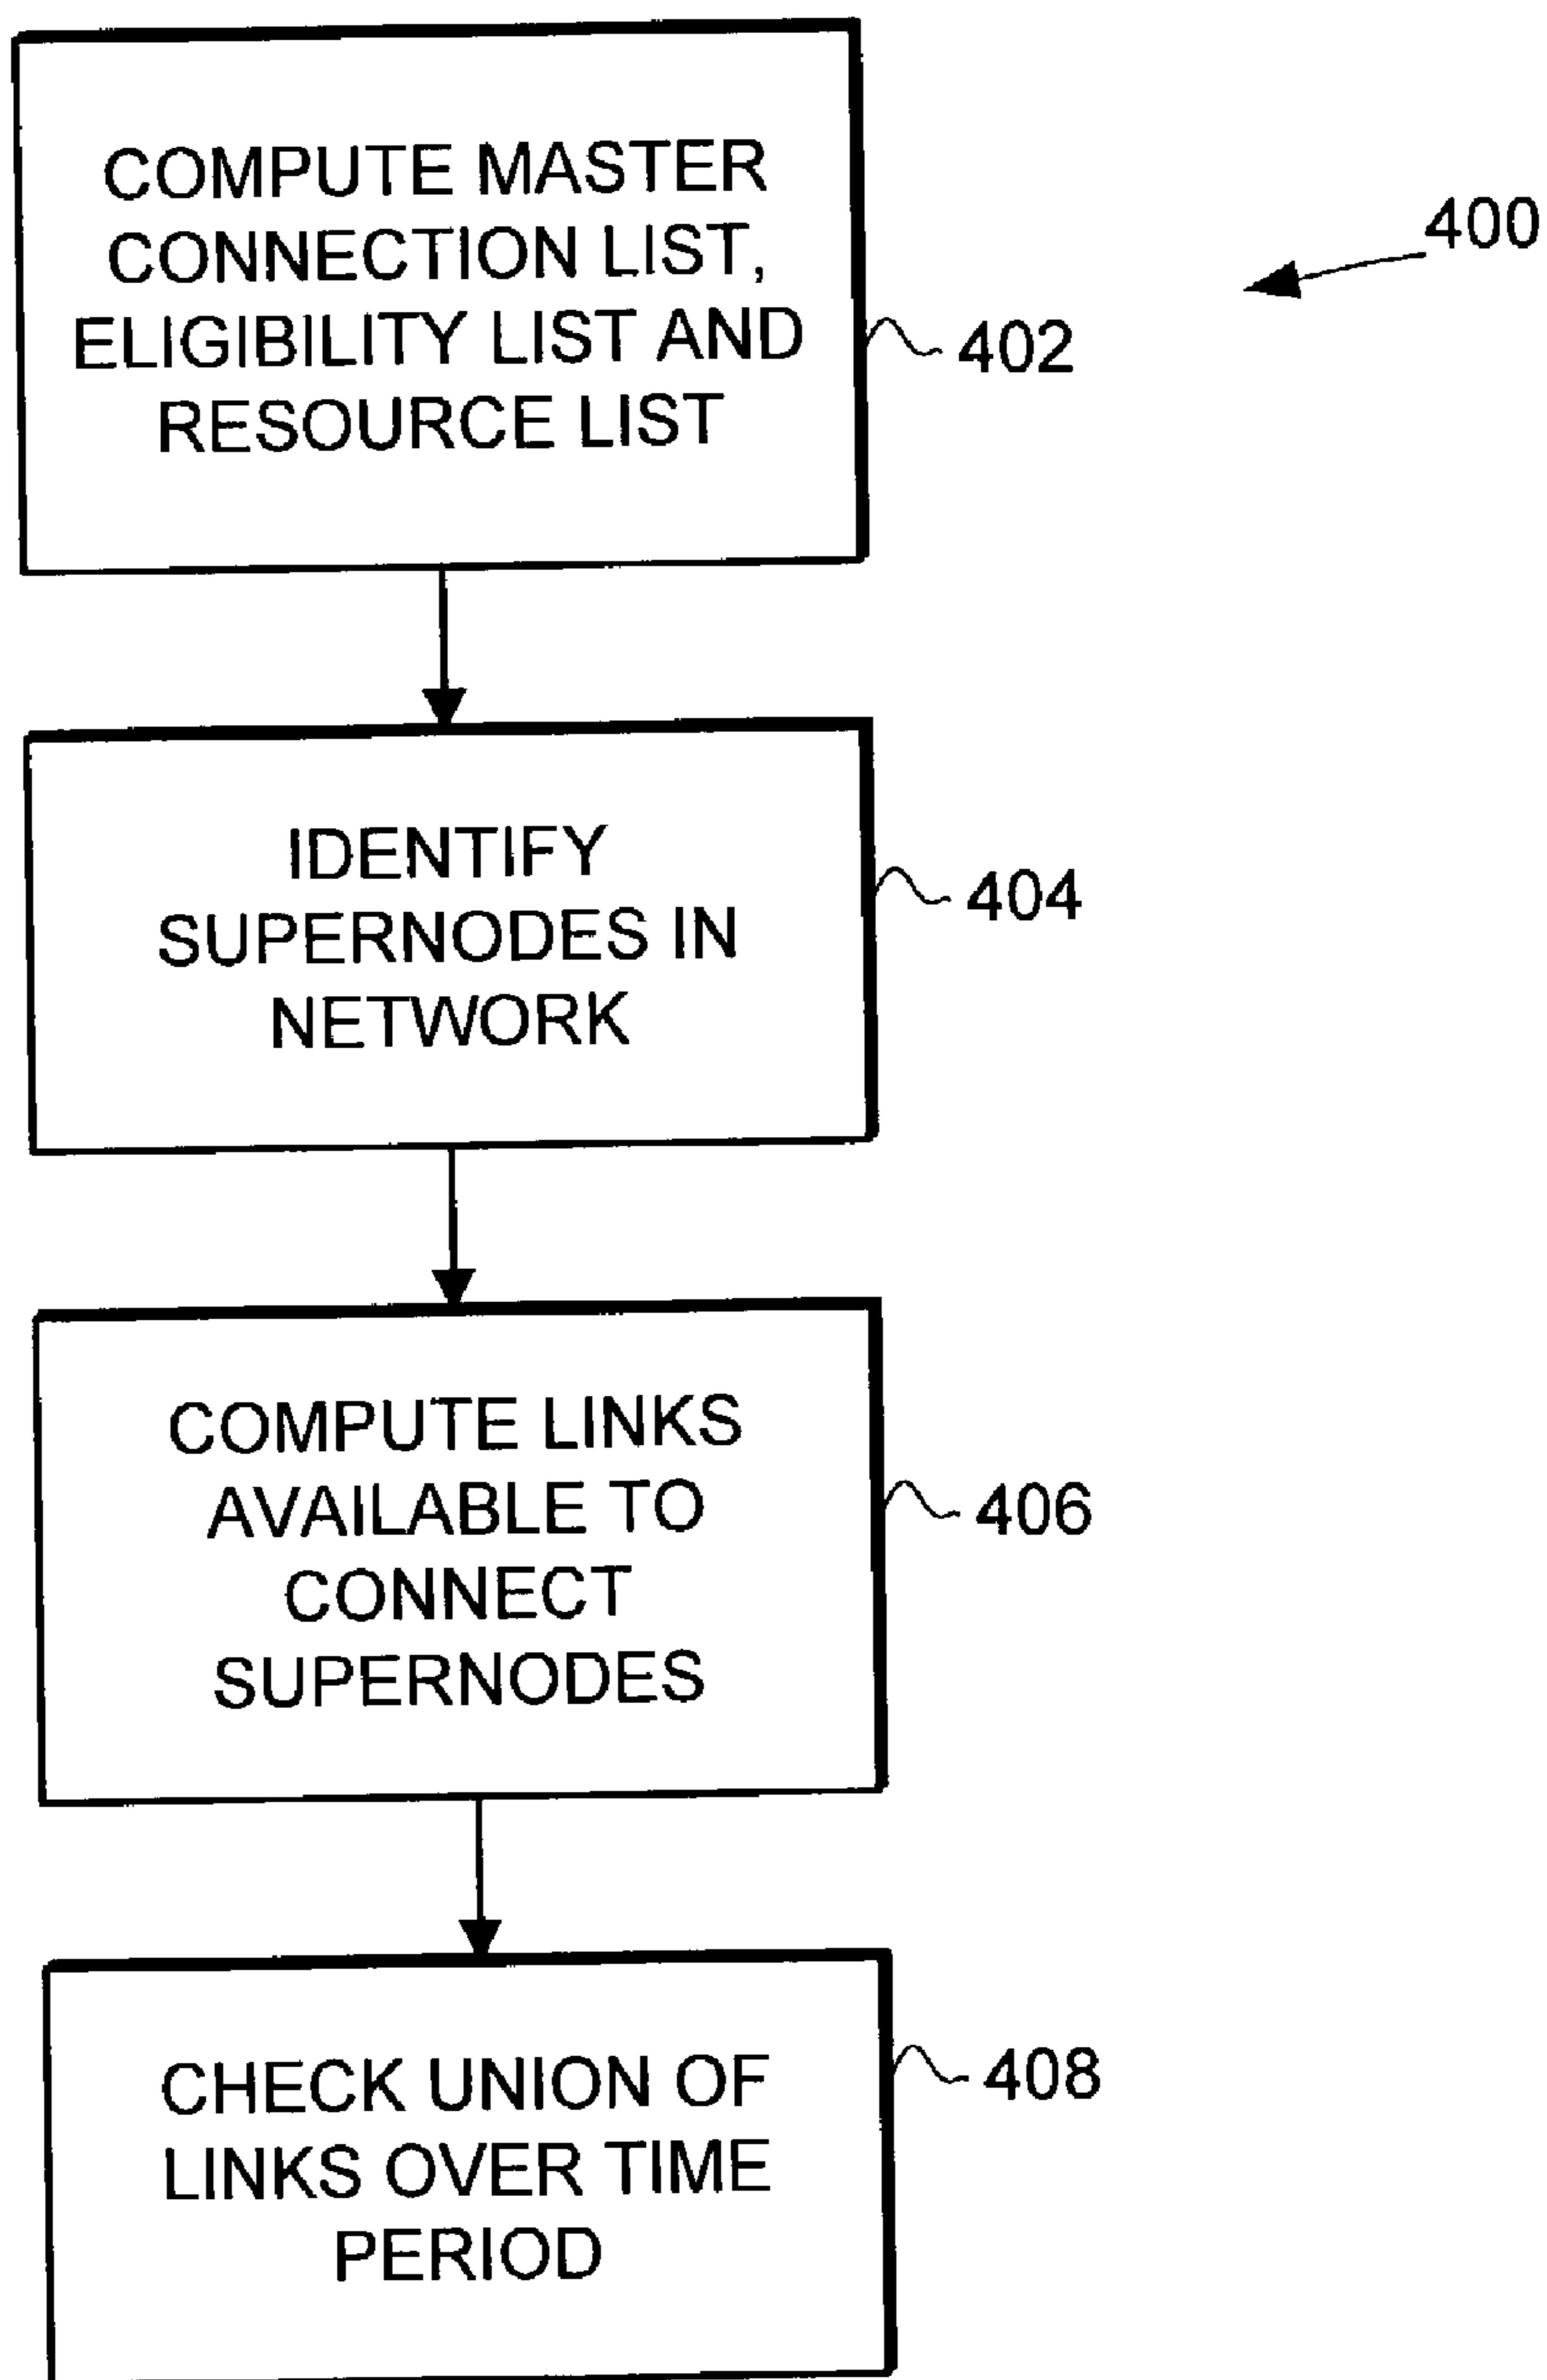 COMPUTE MASTER
CONNECTION LIST,
ELIGIBILITY LIST AND
RESOURCE LIST
400
402
IDENTIFY
SUPERNODES IN
NETWORK
404
COMPUTE LINKS
AVAILABLE TO
CONNECT
SUPERNODES
406
CHECK UNION OF
LINKS OVER TIME
PERIOD
408